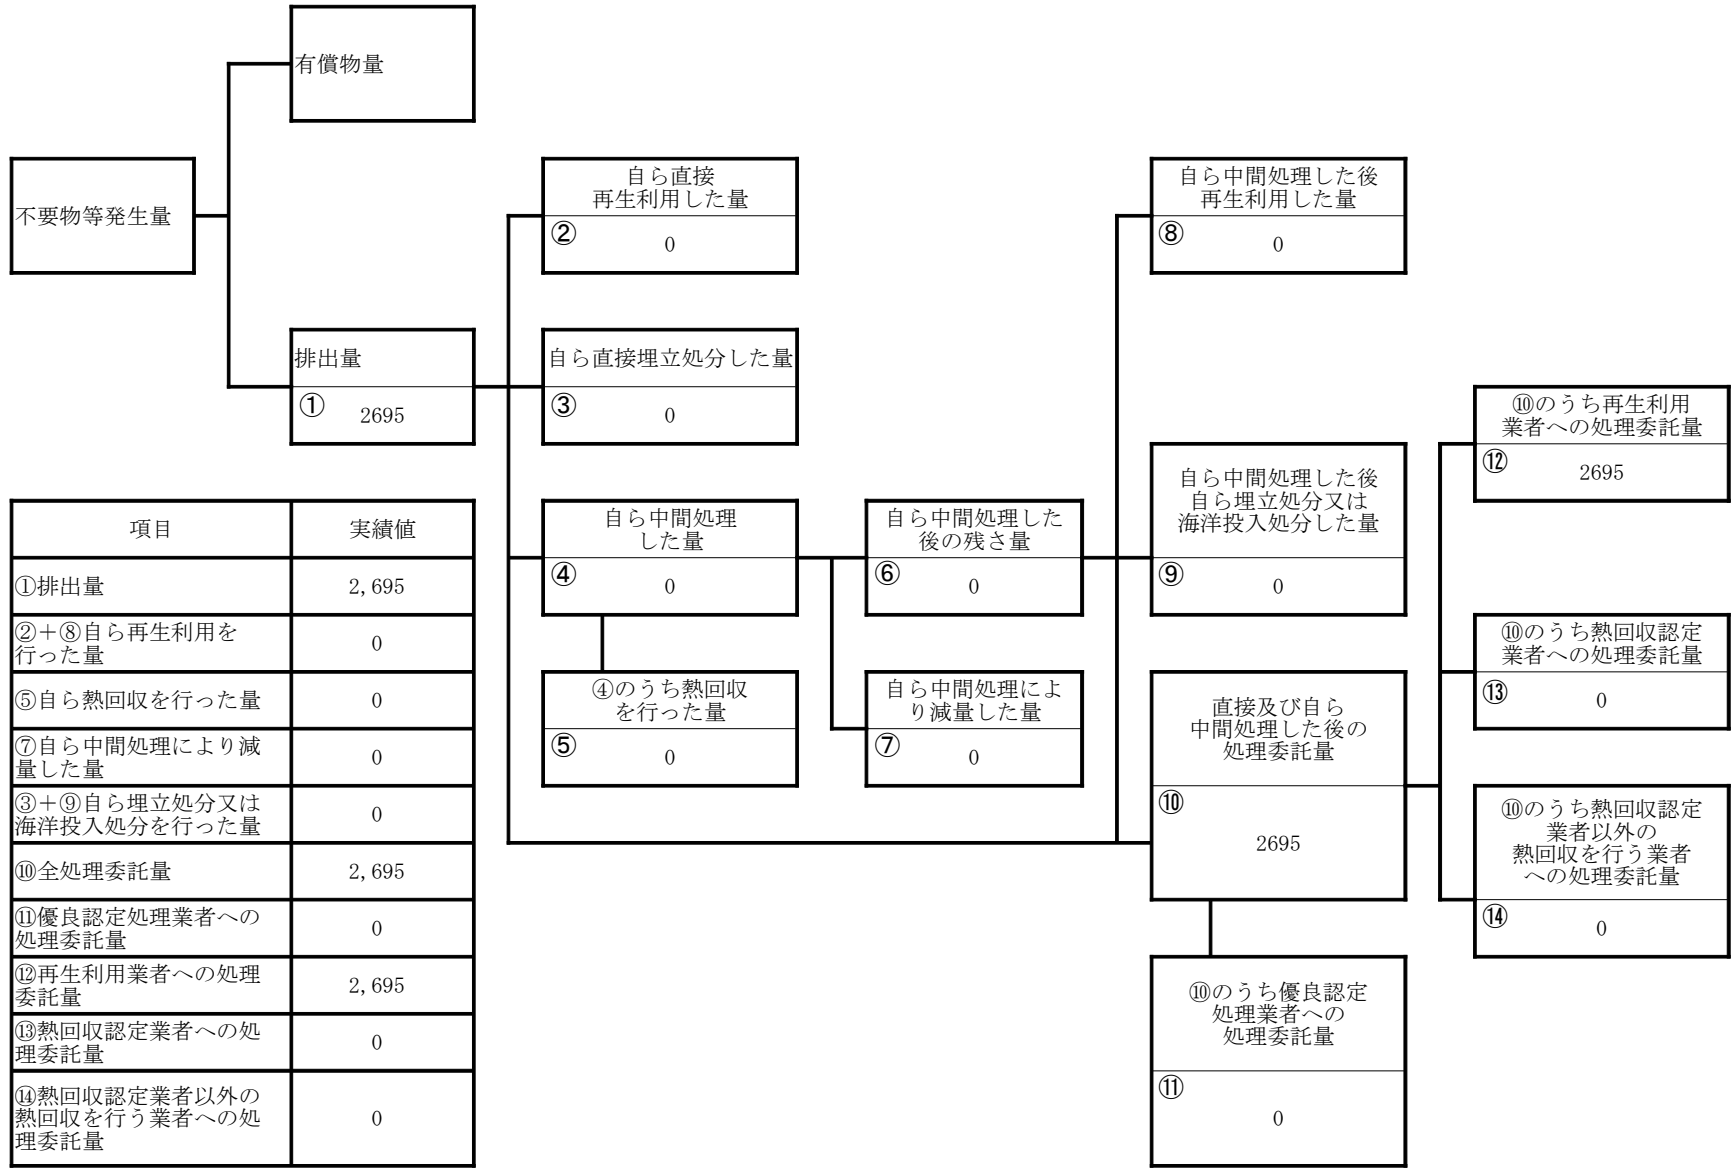 有償物量
不要物等発生量
自ら直接
再生利用した量
②
0
自ら中間処理した後
再生利用した量
⑧
0
排出量
①
2695
自ら直接埋立処分した量
③
0
⑩のうち再生利用
業者への処理委託量
⑫
2695
自ら中間処理
した量
④
0
自ら中間処理した
後の残さ量
⑥
0
自ら中間処理した後
自ら埋立処分又は
海洋投入処分した量
⑨
0
⑩のうち熱回収認定
業者への処理委託量
⑬
0
④のうち熱回収
を行った量
⑤
0
自ら中間処理によ
り減量した量
⑦
0
直接及び自ら
中間処理した後の
処理委託量
⑩
2695
⑩のうち熱回収認定
業者以外の
熱回収を行う業者
への処理委託量
⑭
0
⑩のうち優良認定
処理業者への
処理委託量
⑪
0
項目 実績値
①排出量 2,695
②＋⑧自ら再生利用を
行った量 0
⑤自ら熱回収を行った量 0
⑦自ら中間処理により減
量した量 0
③＋⑨自ら埋立処分又は
海洋投入処分を行った量 0
⑩全処理委託量 2,695
⑪優良認定処理業者への
処理委託量 0
⑫再生利用業者への処理
委託量 2,695
⑬熱回収認定業者への処
理委託量 0
⑭熱回収認定業者以外の
熱回収を行う業者への処
理委託量 0